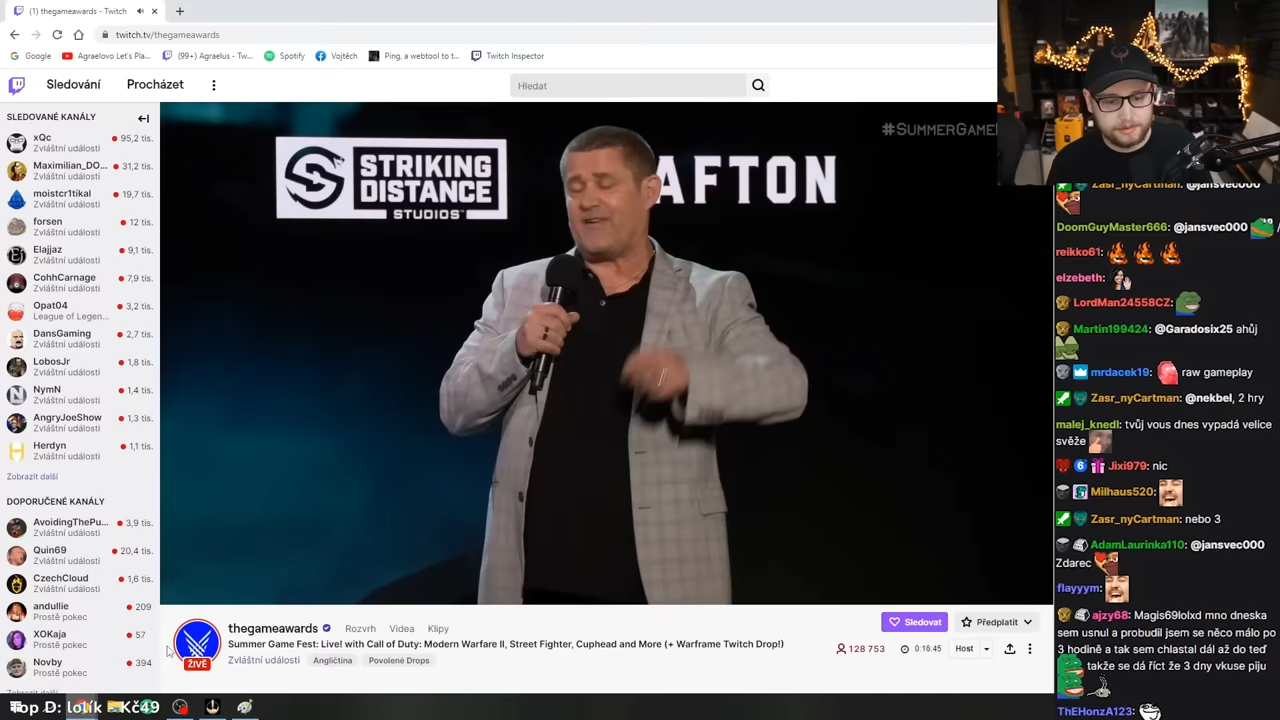 (1) thegameawards - Twitch
twitch.tv/thegameawards
Google
Agraelovo Let's Pla...
(99+) Agraelus - Tw...
Spotify
Vojtěch
Ping, a webtool to t...
Twitch Inspector
Sledování
Procházet
Hledat
SLEDOVANÉ KANÁLY
xQc
95,2 tis.
Zvláštní události
Maximilian_DO...
31,2 tis.
Zvláštní události
moistcr1tikal
19,7 tis.
Zvláštní události
forsen
12 tis.
Zvláštní události
Elajjaz
9,1 tis.
Zvláštní události
CohhCarnage
7,9 tis.
Zvláštní události
Opat04
3,2 tis.
League of Legen...
DansGaming
2,7 tis.
Zvláštní události
LobosJr
1,8 tis.
Zvláštní události
NymN
1,4 tis.
Zvláštní události
AngryJoeShow
1,3 tis.
Zvláštní události
Herdyn
1,1 tis.
Zvláštní události
Zobrazit další
DOPORUČENÉ KANÁLY
AvoidingThePu...
3,9 tis.
Zvláštní události
Quin69
20,4 tis.
Zvláštní události
CzechCloud
1,6 tis.
Zvláštní události
andullie
209
Prostě pokec
XOKaja
57
Prostě pokec
Novby
394
Prostě pokec
#SUMMERGAME
STRIKING
DISTANCE
STUDIOS
AFTON
ŽIVĚ
thegameawards
Rozvrh
Videa
Klipy
Summer Game Fest: Live! with Call of Duty: Modern Warfare II, Street Fighter, Cuphead and More (+ Warframe Twitch Drop!)
Zvláštní události
Angličtina
Povolené Drops
Sledovat
Předplatit
128 753
0:16:45
Host
Zasr_nyCartman: @jansvec000
DoomGuyMaster666: @jansvec000
reikko61:
elzebeth:
LordMan24558CZ:
Martin199424: @Garadosix25 ahůj
mrdacek19: raw gameplay
Zasr_nyCartman: @nekbel, 2 hry
malej_knedl: tvůj vous dnes vypadá velice
svěže
Jixi979: nic
Milhaus520:
Zasr_nyCartman: nebo 3
AdamLaurinka110: @jansvec000
Zdarec
flayyym:
ajzy68: Magis69lolxd mno dneska
sem usnul a probudil jsem se něco málo po
3 hodině a tak sem chlastal dál až do teď
takže se dá říct že 3 dny vkuse piju
ThEHonzA123:
Top D: lolík - Kč49